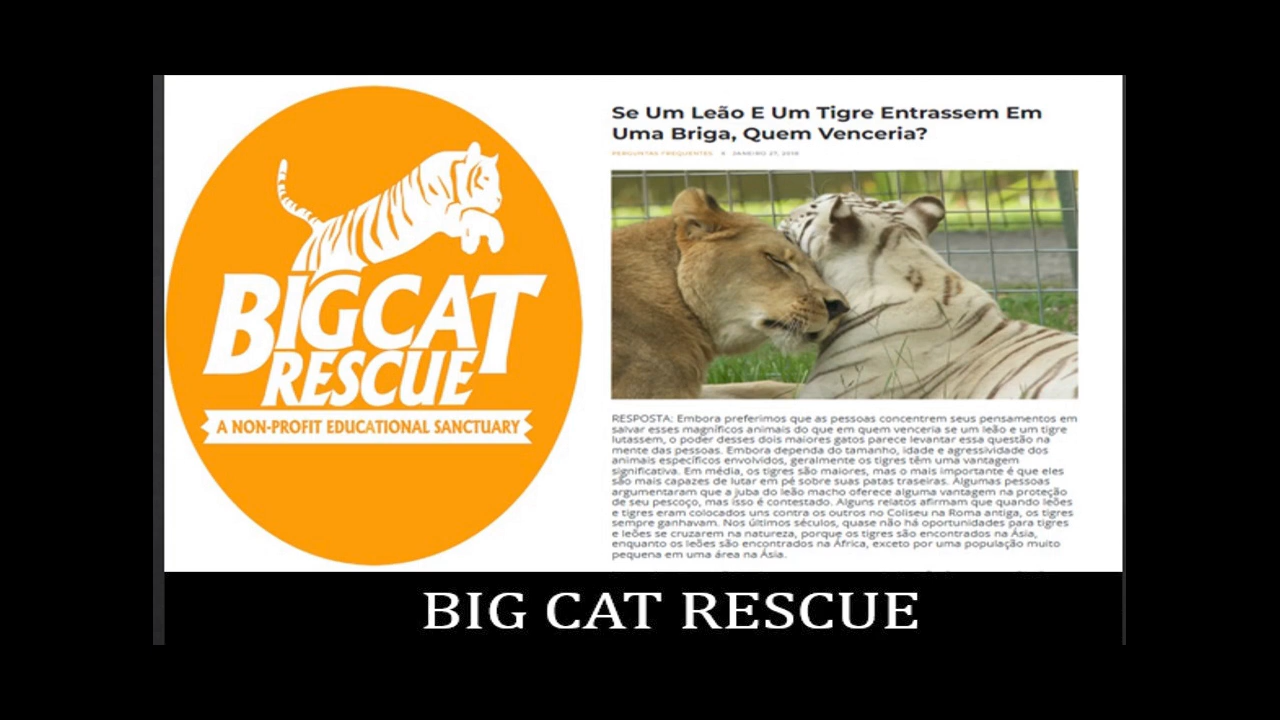 BIGCAT
RESCUE
A NON-PROFIT EDUCATIONAL SANCTUARY
Se Um Leão E Um Tigre Entrassem Em
Uma Briga, Quem Venceria?
PERGUNTAS FREQUENTES JANEIRO 27, 2018
RESPOSTA: Embora preferimos que as pessoas concentrem seus pensamentos em
salvar esses magníficos animais do que em quem venceria se um leão e um tigre
lutassem, o poder desses dois maiores gatos parece levantar essa questão na
mente das pessoas. Embora dependa do tamanho, idade e agressividade dos
animais específicos envolvidos, geralmente os tigres têm uma vantagem
significativa. Em média, os tigres são maiores, mas o mais importante é que eles
são mais capazes de lutar em pé sobre suas patas traseiras. Algumas pessoas
argumentaram que a juba do leão macho oferece alguma vantagem na proteção
de seu pescoço, mas isso é contestado. Alguns relatos afirmam que quando leões
e tigres eram colocados uns contra os outros no Coliseu na Roma antiga, os tigres
sempre ganhavam. Nos últimos séculos, quase não há oportunidades para tigres
e leões se cruzarem na natureza, porque os tigres são encontrados na Ásia,
enquanto os leões são encontrados na África, exceto por uma população muito
pequena em uma área na Ásia.
BIG CAT RESCUE